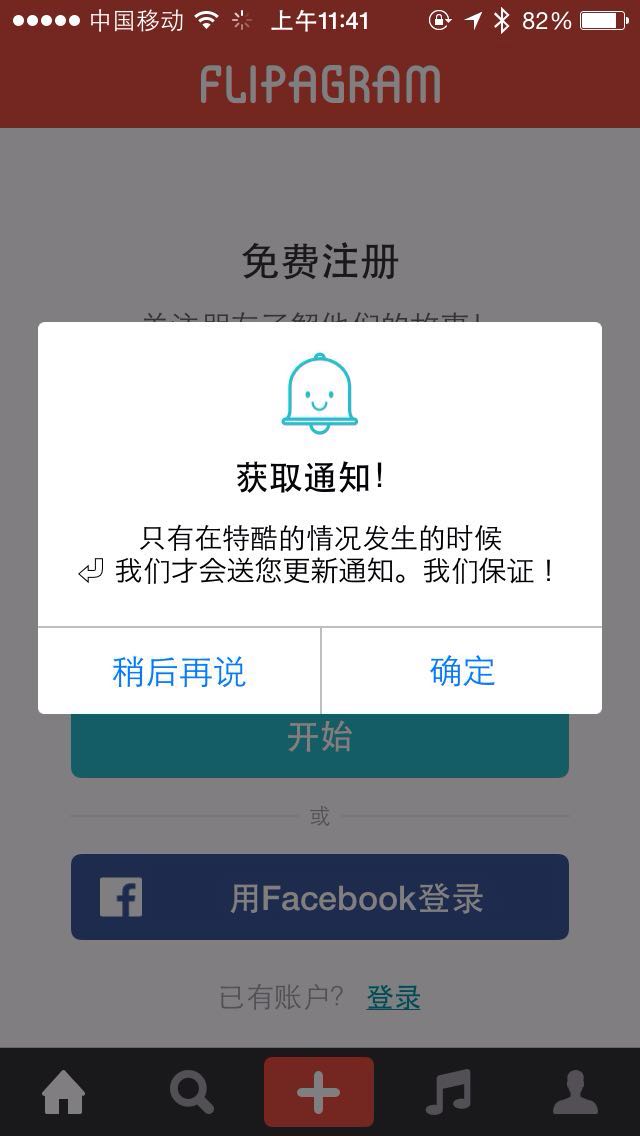 中国移动 上午11:41 82%
FLIPAGRAM
免费注册
关注朋友了解他们的故事！
获取通知！
只有在特酷的情况发生的时候
⏎ 我们才会送您更新通知。我们保证！
稍后再说 确定
开始
或
用Facebook登录
已有账户？ 登录